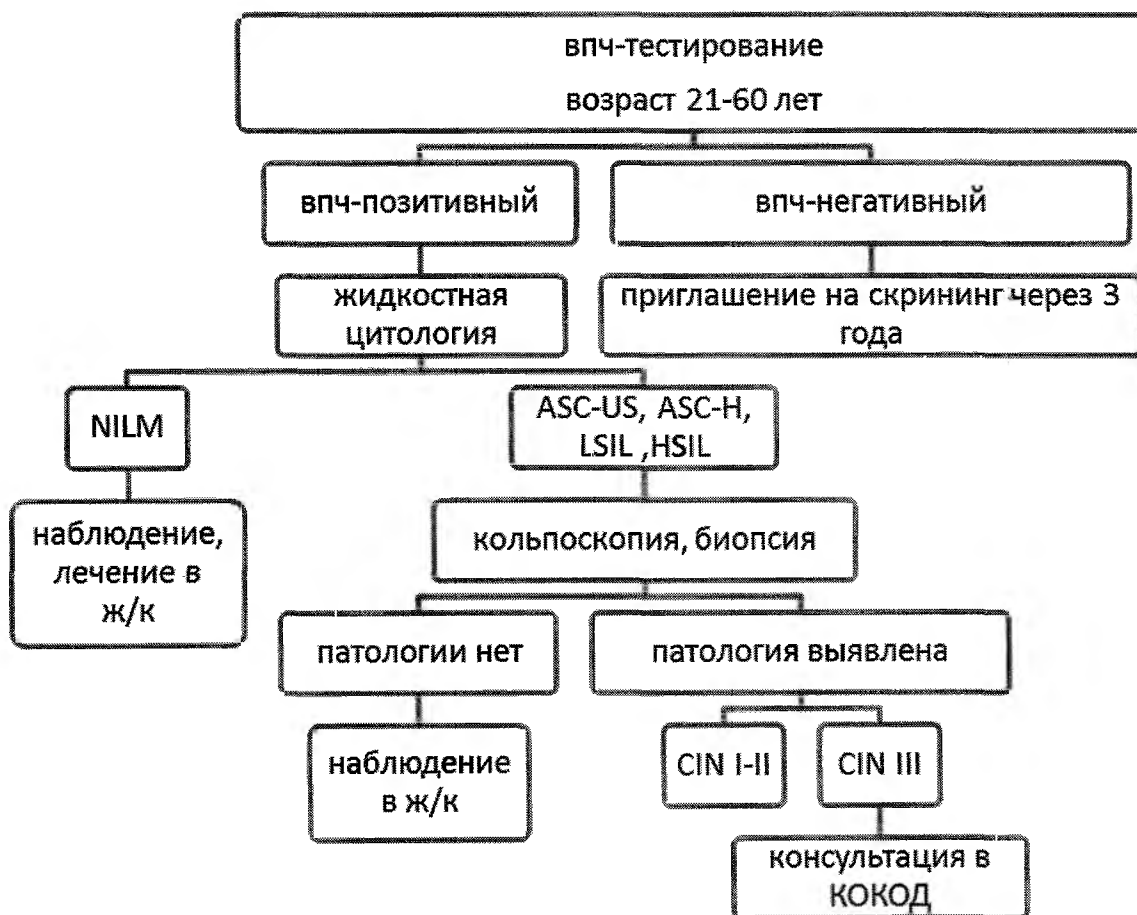 впч-тестирование
возраст 21-60 лет
впч-позитивный
впч-негативный
жидкостная
цитология
приглашение на скрининг через 3
года
NILM
ASC-US, ASC-H,
LSIL ,HSIL
наблюдение,
лечение в
ж/к
кольпоскопия, биопсия
патологии нет
патология выявлена
наблюдение
в ж/к
CIN I-II
CIN III
консультация в
КОКОД